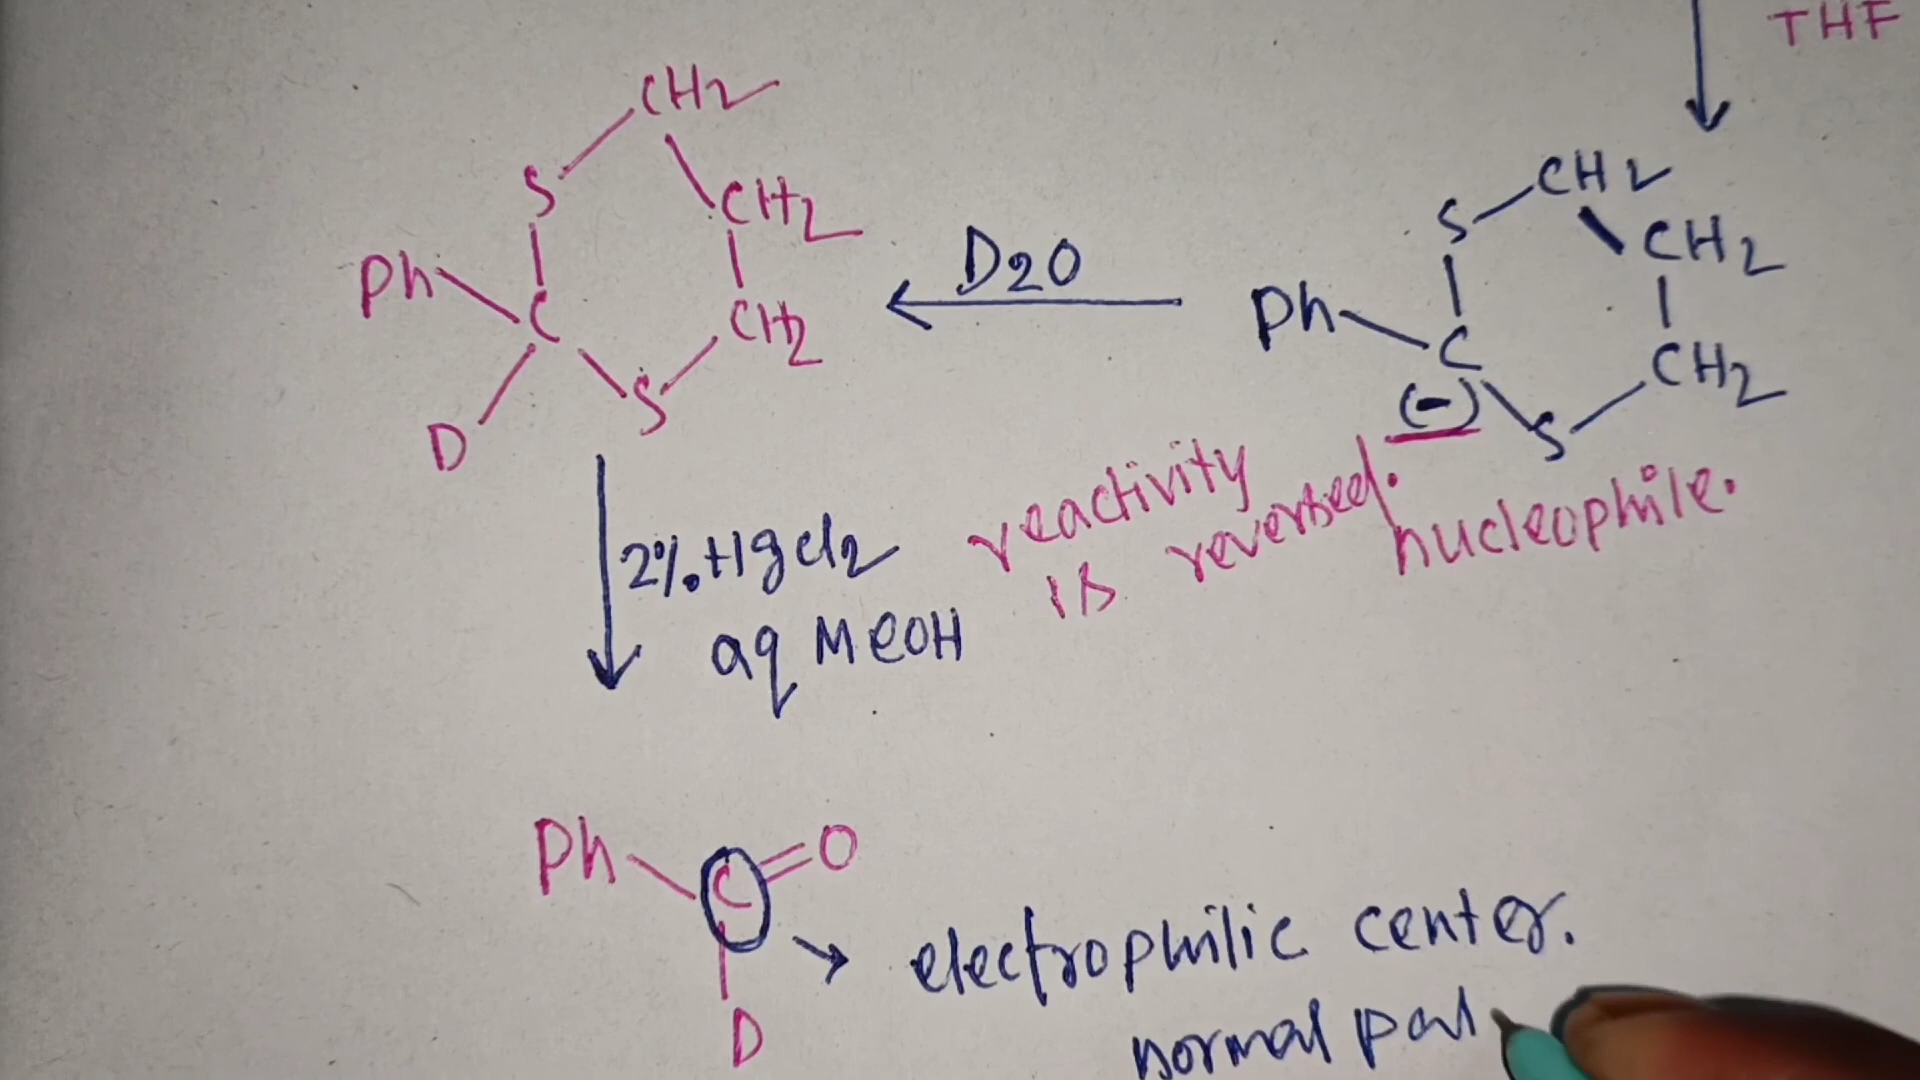 THF
CH2
S
CH2
Ph
C
CH2
D
S
D2O
S
CH2
CH2
Ph
C
(-)
CH2
S
reactivity
is reversed.
nucleophile.
2% HgCl2
aq MeOH
Ph
C
=O
D
→ electrophilic center.
normal pol